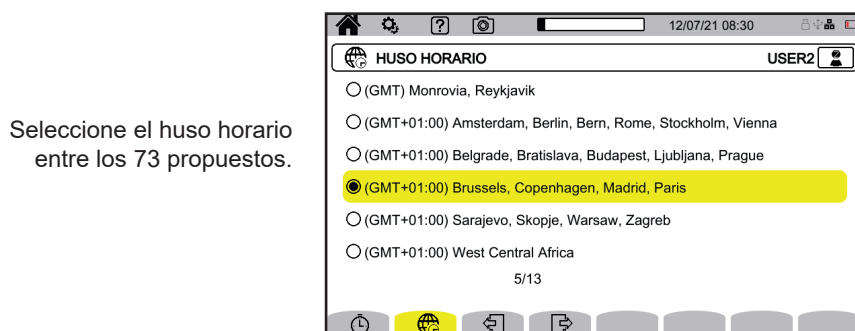 Seleccione el huso horario
entre los 73 propuestos.
12/07/21 08:30
HUSO HORARIO
USER2
(GMT) Monrovia, Reykjavik
(GMT+01:00) Amsterdam, Berlin, Bern, Rome, Stockholm, Vienna
(GMT+01:00) Belgrade, Bratislava, Budapest, Ljubljana, Prague
(GMT+01:00) Brussels, Copenhagen, Madrid, Paris
(GMT+01:00) Sarajevo, Skopje, Warsaw, Zagreb
(GMT+01:00) West Central Africa
5/13